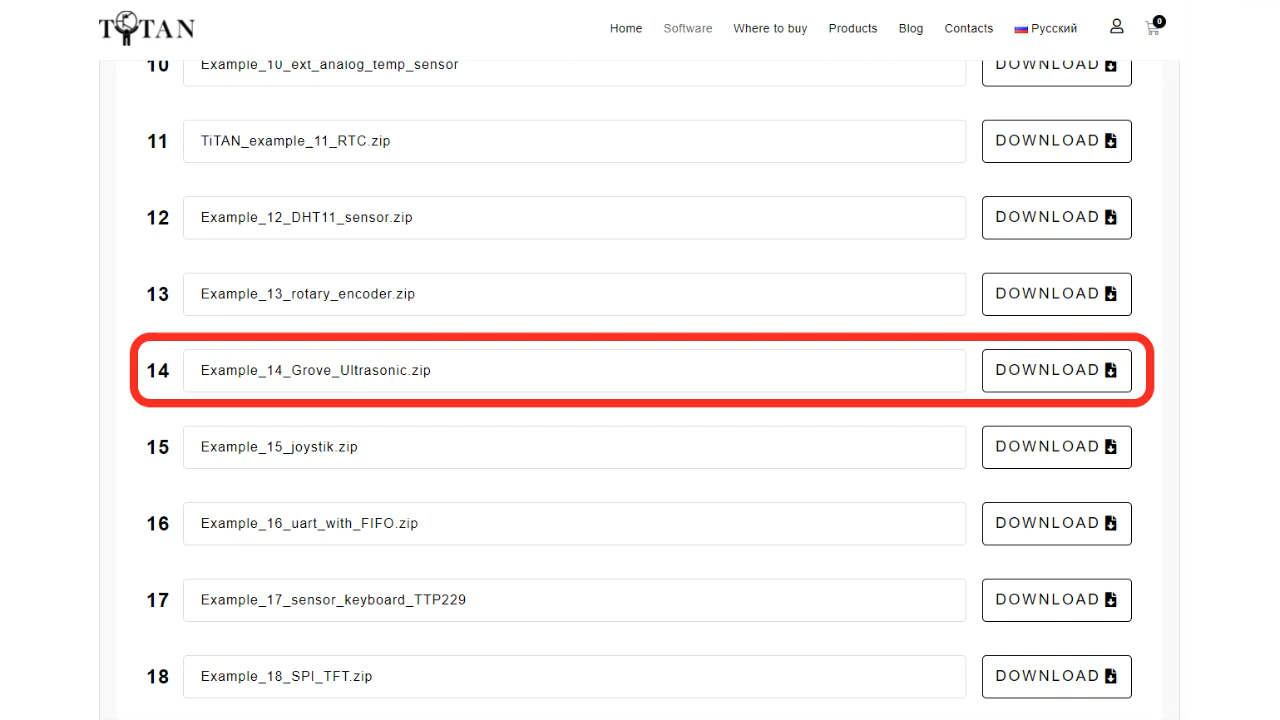 TiTAN
Home Software Where to buy Products Blog Contacts Русский 0
10 Example_10_ext_analog_temp_sensor DOWNLOAD
11 TiTAN_example_11_RTC.zip DOWNLOAD
12 Example_12_DHT11_sensor.zip DOWNLOAD
13 Example_13_rotary_encoder.zip DOWNLOAD
14 Example_14_Grove_Ultrasonic.zip DOWNLOAD
15 Example_15_joystik.zip DOWNLOAD
16 Example_16_uart_with_FIFO.zip DOWNLOAD
17 Example_17_sensor_keyboard_TTP229 DOWNLOAD
18 Example_18_SPI_TFT.zip DOWNLOAD